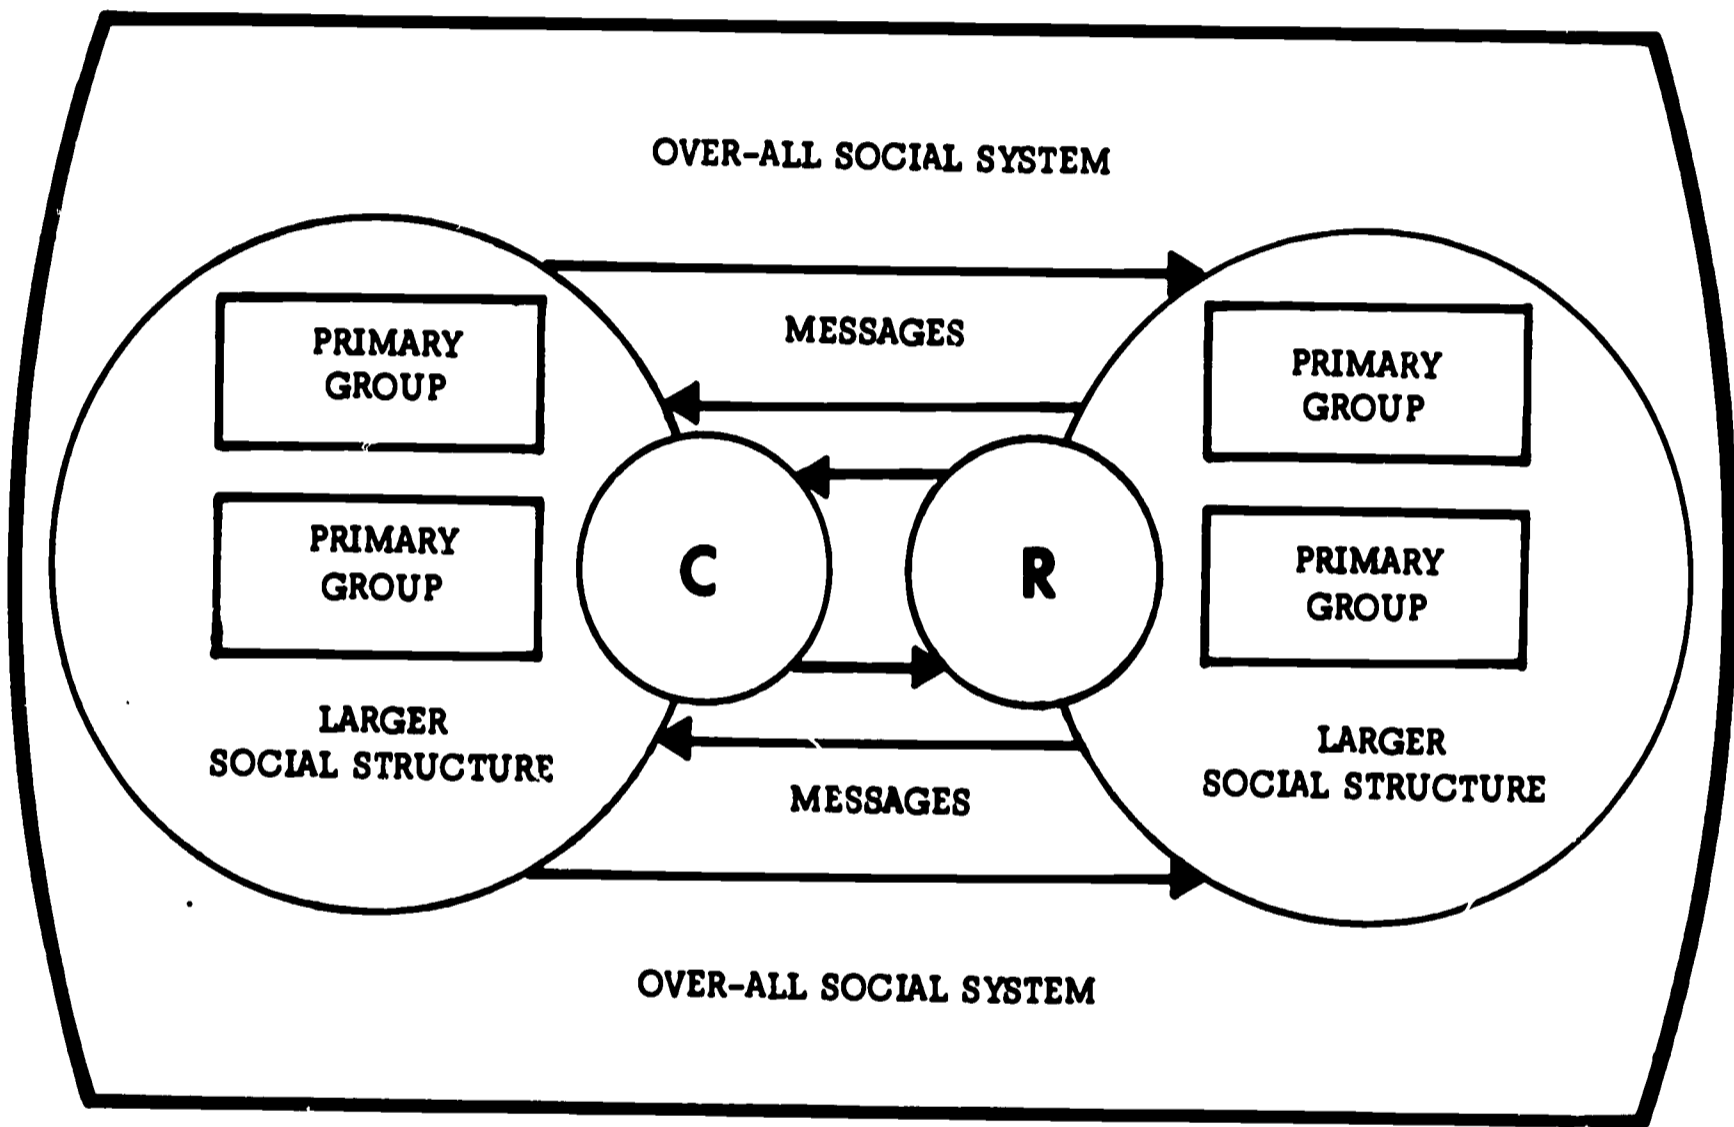 OVER-ALL SOCIAL SYSTEM
MESSAGES
PRIMARY
GROUP
PRIMARY
GROUP
PRIMARY
GROUP
PRIMARY
GROUP
C
R
LARGER
SOCIAL STRUCTURE
LARGER
SOCIAL STRUCTURE
MESSAGES
OVER-ALL SOCIAL SYSTEM